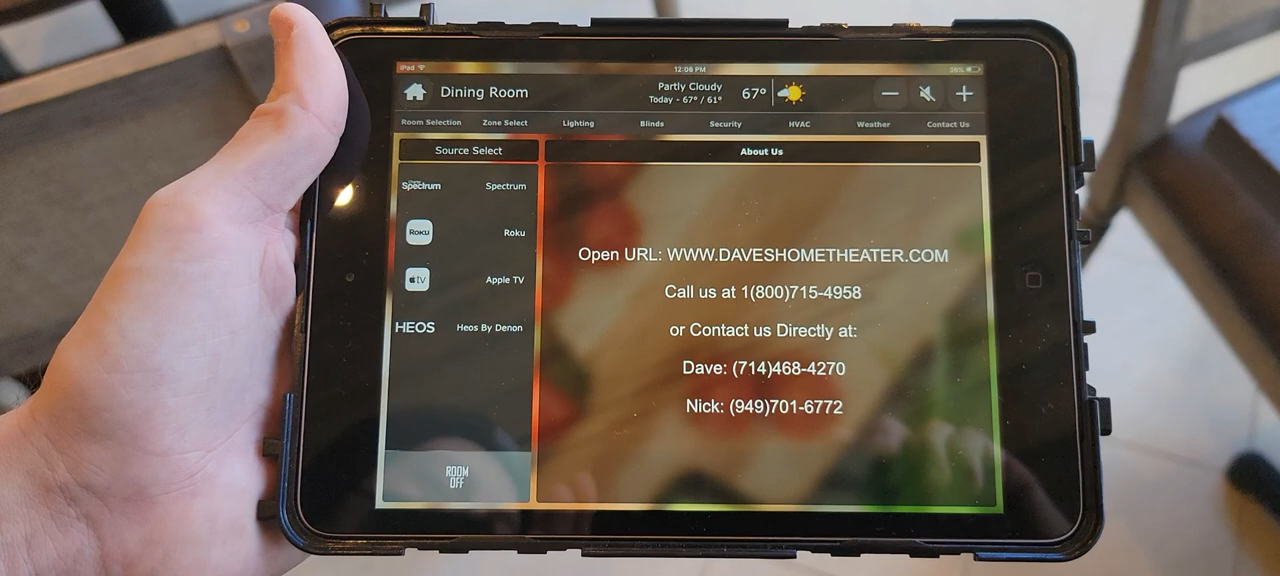 iPad 12:06 PM 56%
Dining Room
Partly Cloudy
Today - 67° / 61°
67°
Room Selection Zone Select Lighting Blinds Security HVAC Weather Contact Us
Source Select
Spectrum Spectrum
Roku Roku
tv Apple TV
HEOS Heos By Denon
ROOM
OFF
About Us
Open URL: WWW.DAVESHOMETHEATER.COM
Call us at 1(800)715-4958
or Contact us Directly at:
Dave: (714)468-4270
Nick: (949)701-6772